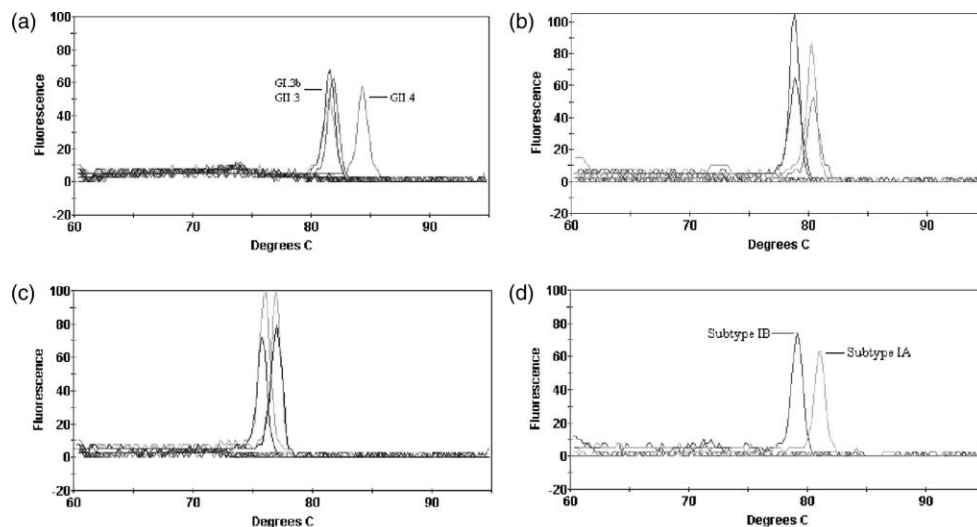 (a)
100
80
60
40
20
0
-20
Fluorescence
GI.3b
GII.3
GII.4
60
70
80
90
Degrees C
(b)
100
80
60
40
20
0
-20
Fluorescence
60
70
80
90
Degrees C
(c)
100
80
60
40
20
0
-20
Fluorescence
60
70
80
90
Degrees C
(d)
100
80
60
40
20
0
-20
Fluorescence
Subtype IB
Subtype IA
60
70
80
90
Degrees C